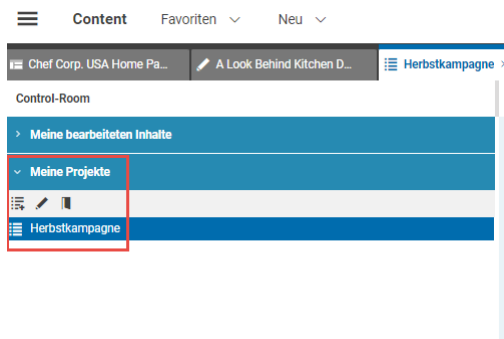 Content Favoriten Neu
Chef Corp. USA Home Pa... A Look Behind Kitchen D... Herbstkampagne
Control-Room
Meine bearbeiteten Inhalte
Meine Projekte
Herbstkampagne